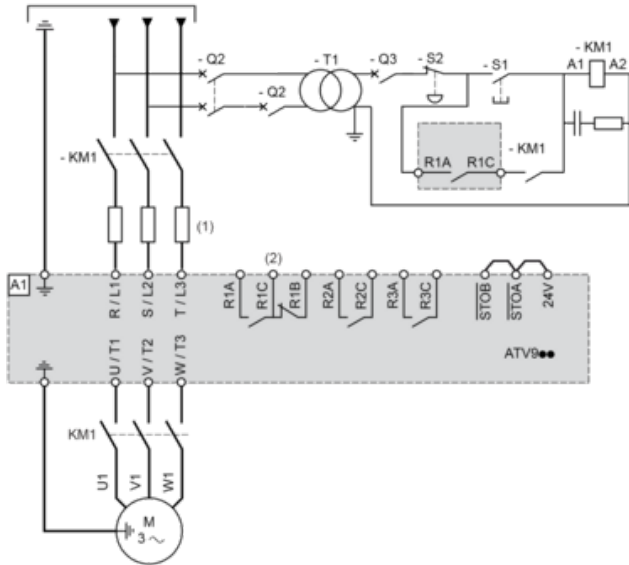 - Q2
- T1
- Q3
- S2
- S1
- KM1
A1
A2
- Q2
- KM1
R1A
R1C
- KM1
(1)
(2)
A1
R / L1
S / L2
T / L3
R1A
R1C
R1B
R2A
R2C
R3A
R3C
STOB
STOA
24V
U / T1
V / T2
W / T3
ATV9●●
KM1
U1
V1
W1
M
3 ~